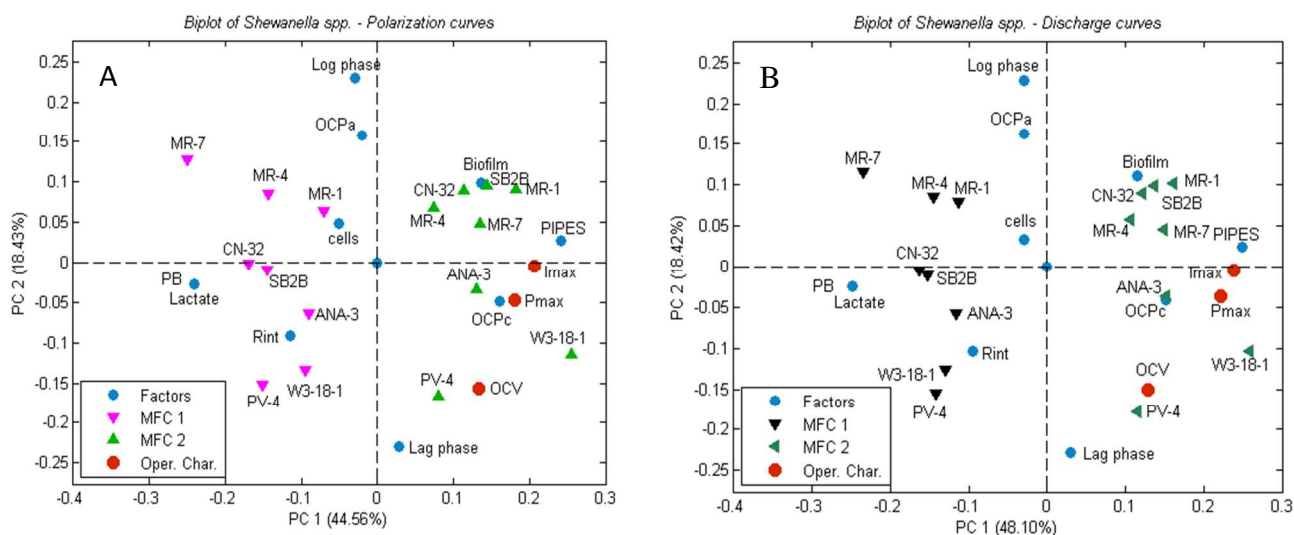 Biplot of Shewanella spp. - Polarization curves
A
0.25
0.2
0.15
0.1
0.05
0
-0.05
-0.1
-0.15
-0.2
-0.25
PC 2 (18.43%)
Log phase
OCPa
MR-7
MR-4
MR-1
cells
CN-32
SB2B
PB
Lactate
ANA-3
Rint
W3-18-1
PV-4
Biofilm
SB2B
CN-32
MR-1
MR-4
MR-7
PIPES
Imax
ANA-3
Pmax
OCPc
W3-18-1
PV-4
OCV
Lag phase
Factors
MFC 1
MFC 2
Oper. Char.
-0.4 -0.3 -0.2 -0.1 0 0.1 0.2 0.3
PC 1 (44.56%)
Biplot of Shewanella spp. - Discharge curves
B
0.25
0.2
0.15
0.1
0.05
0
-0.05
-0.1
-0.15
-0.2
-0.25
PC 2 (18.42%)
Log phase
OCPa
MR-7
MR-4
MR-1
cells
CN-32
SB2B
PB
Lactate
ANA-3
Rint
W3-18-1
PV-4
Biofilm
CN-32
MR-1
SB2B
MR-4
MR-7
PIPES
Imax
ANA-3
OCPc
Pmax
W3-18-1
OCV
PV-4
Lag phase
Factors
MFC 1
MFC 2
Oper. Char.
-0.4 -0.3 -0.2 -0.1 0 0.1 0.2 0.3
PC 1 (48.10%)